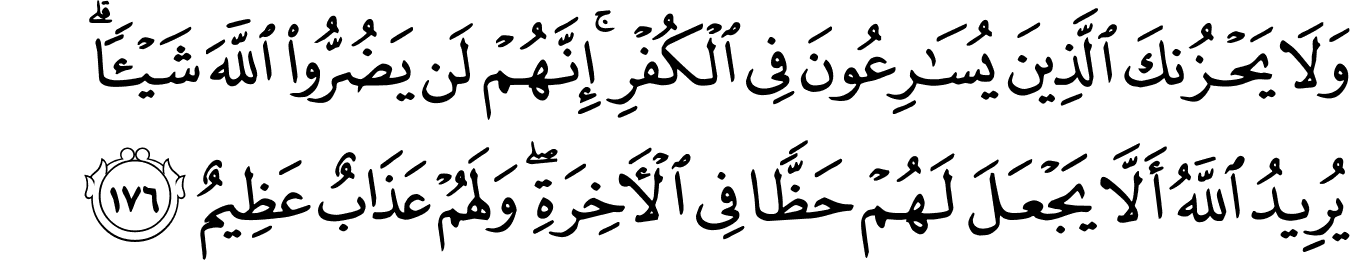 وَلَا يَحْزُنكَ ٱلَّذِينَ يُسَـٰرِعُونَ فِى ٱلْكُفْرِ ۚ إِنَّهُمْ لَن يَضُرُّوا۟ ٱللَّهَ شَيْـًٔا ۗ
يُرِيدُ ٱللَّهُ أَلَّا يَجْعَلَ لَهُمْ حَظًّا فِى ٱلْـَٔاخِرَةِ ۖ وَلَهُمْ عَذَابٌ عَظِيمٌ ١٧٦